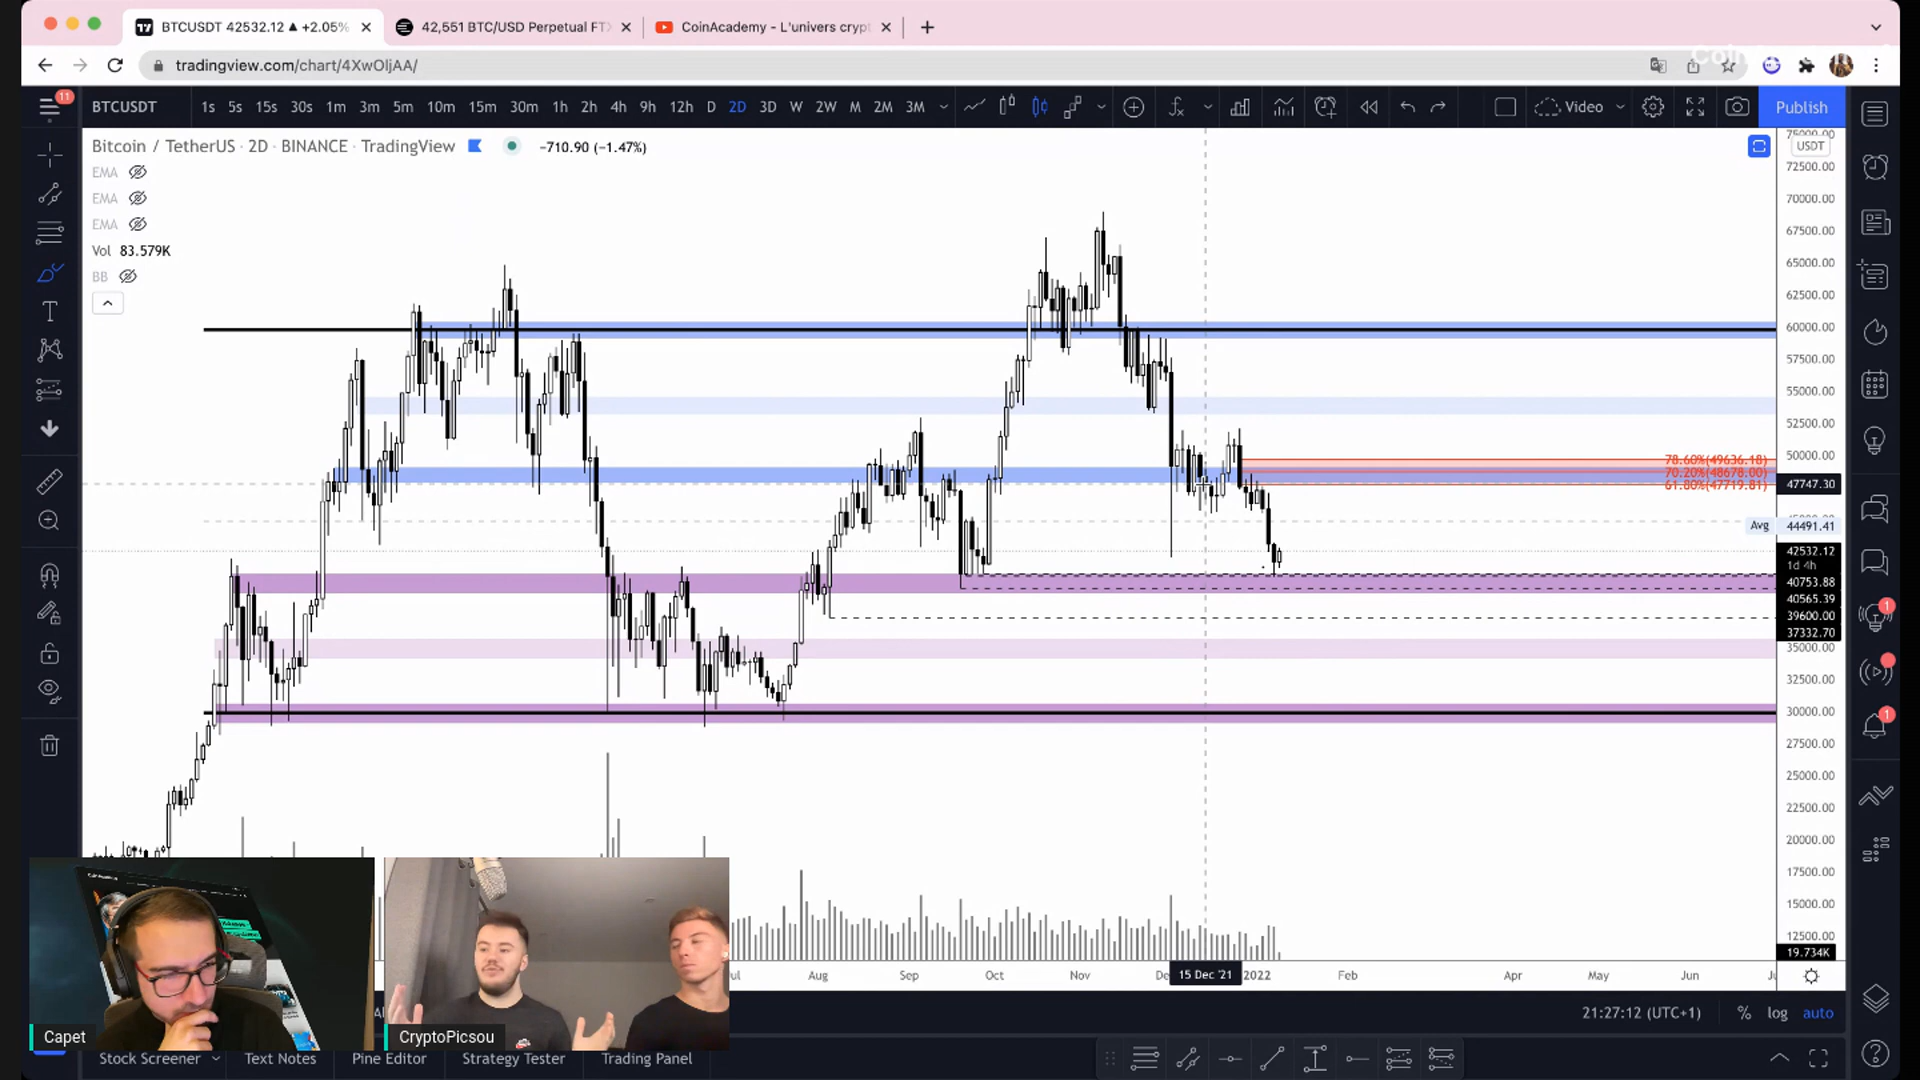 BTCUSDT 42532.12 ▲ +2.05%
42,551 BTC/USD Perpetual FTX
CoinAcademy - L'univers crypt
tradingview.com/chart/4XwOljAA/
11
BTCUSDT
1s 5s 15s 30s 1m 3m 5m 10m 15m 30m 1h 2h 4h 9h 12h D 2D 3D W 2W M 2M 3M
Video
Publish
Bitcoin / TetherUS · 2D · BINANCE · TradingView
−710.90 (−1.47%)
EMA
EMA
EMA
Vol 83.579K
BB
75000.00
USDT
72500.00
70000.00
67500.00
65000.00
62500.00
60000.00
57500.00
55000.00
52500.00
50000.00
78.60%(49636.18)
70.20%(48678.00)
61.80%(47719.81)
47747.30
Avg 44491.41
42532.12
1d 4h
40753.88
40565.39
39600.00
37332.70
35000.00
32500.00
30000.00
27500.00
25000.00
22500.00
20000.00
17500.00
15000.00
12500.00
19.734K
1
1
Aug Sep Oct Nov De 15 Dec '21 2022 Feb Apr May Jun
21:27:12 (UTC+1)
% log auto
Capet
CryptoPicsou
Stock Screener
Text Notes
Pine Editor
Strategy Tester
Trading Panel